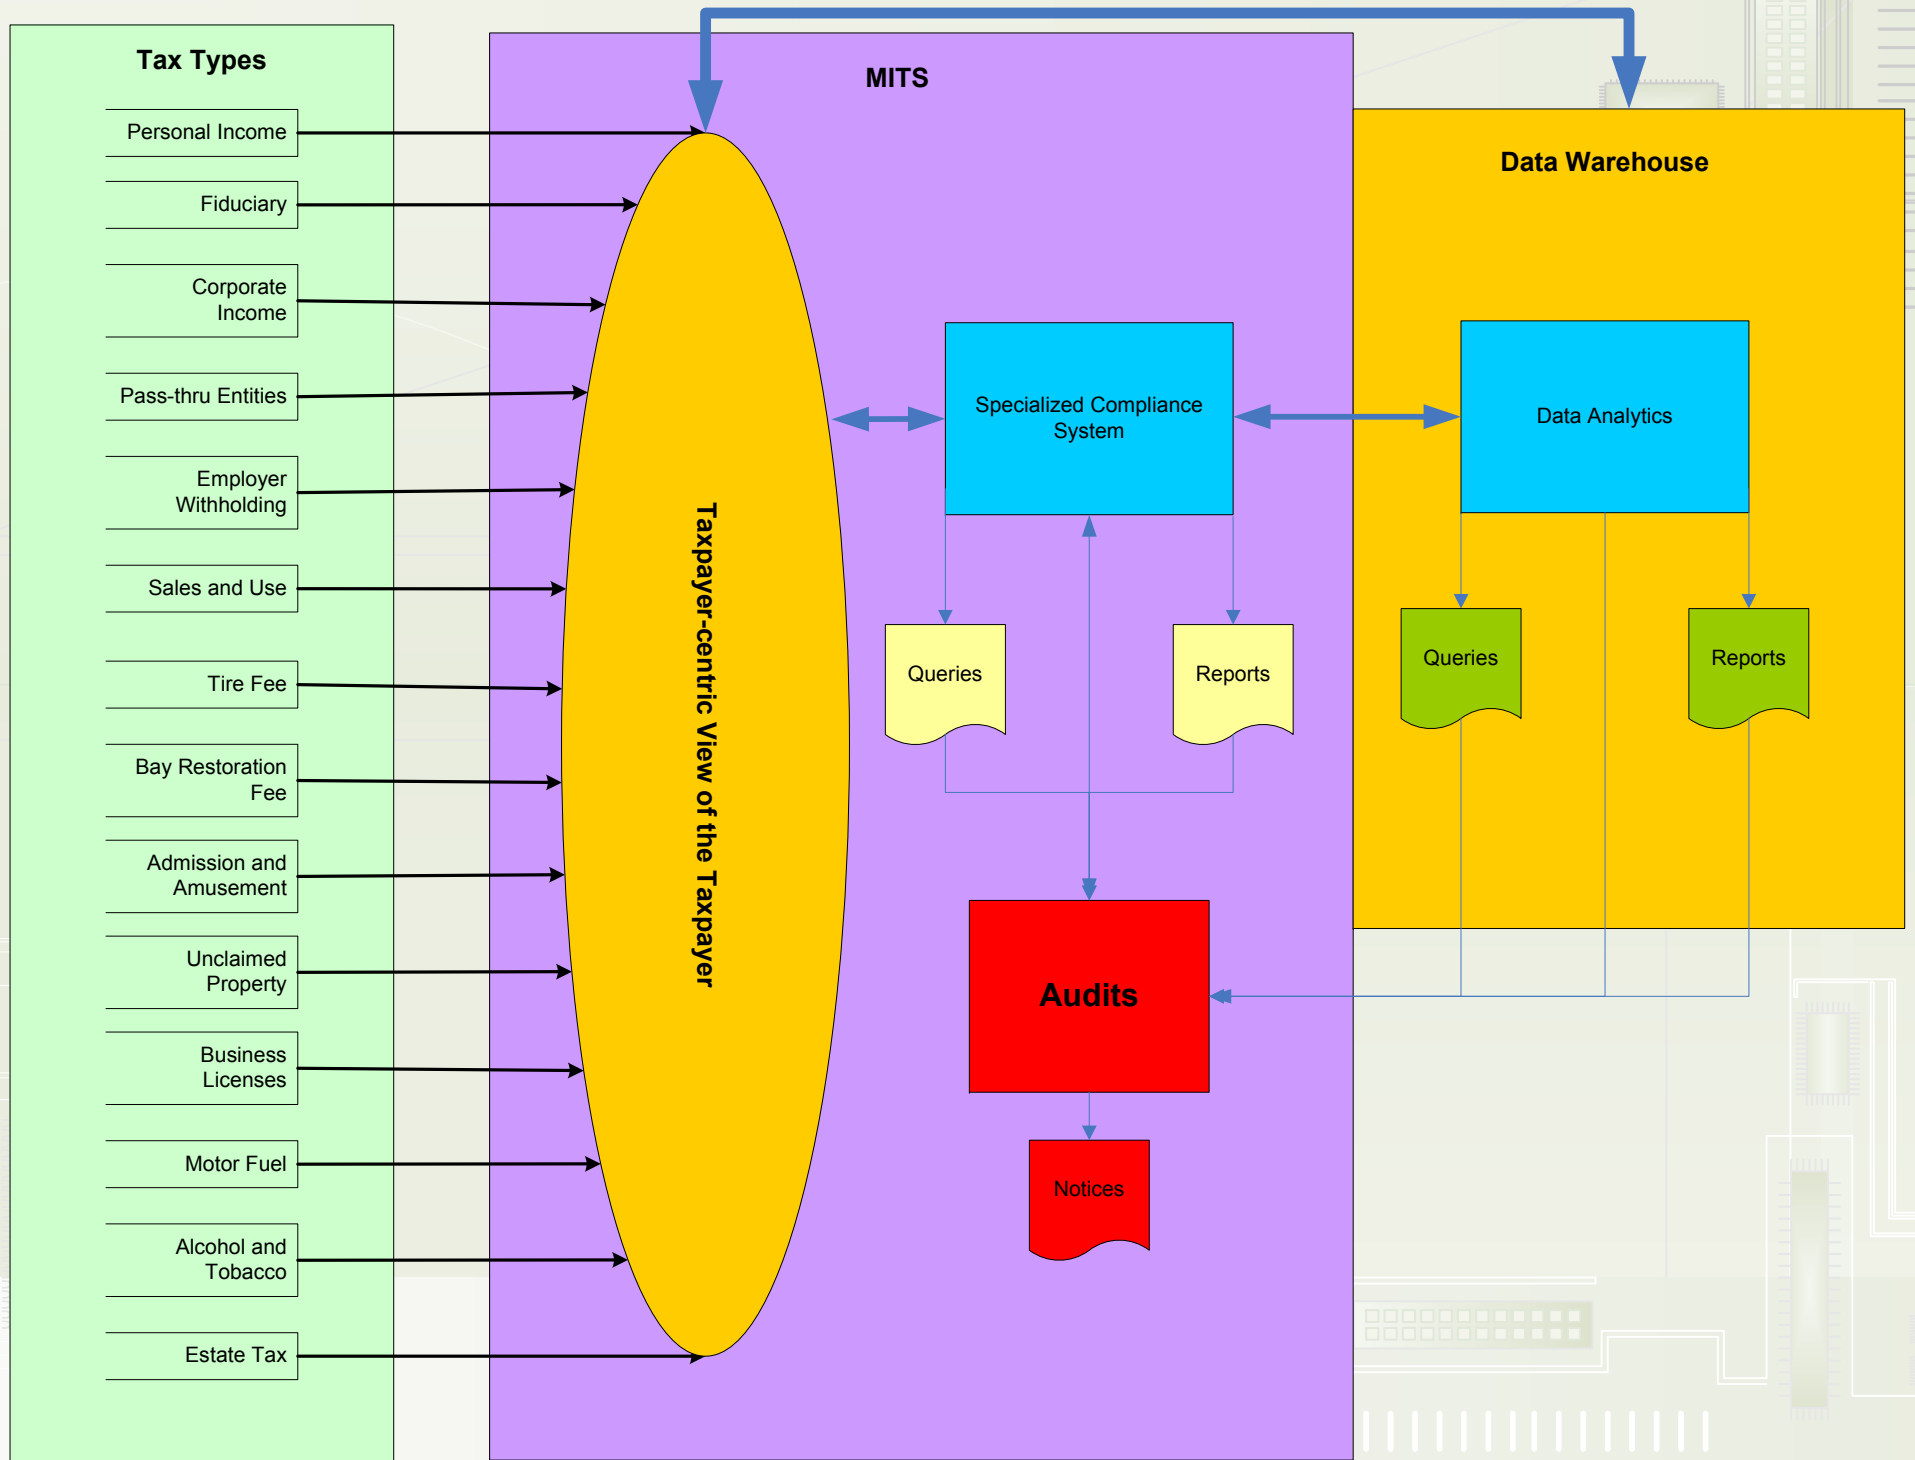 Tax Types
Personal Income
Fiduciary
Corporate
Income
Pass-thru Entities
Employer
Withholding
Sales and Use
Tire Fee
Bay Restoration
Fee
Admission and
Amusement
Unclaimed
Property
Business
Licenses
Motor Fuel
Alcohol and
Tobacco
Estate Tax
MITS
Taxpayer-centric View of the Taxpayer
Specialized Compliance
System
Queries
Reports
Audits
Notices
Data Warehouse
Data Analytics
Queries
Reports